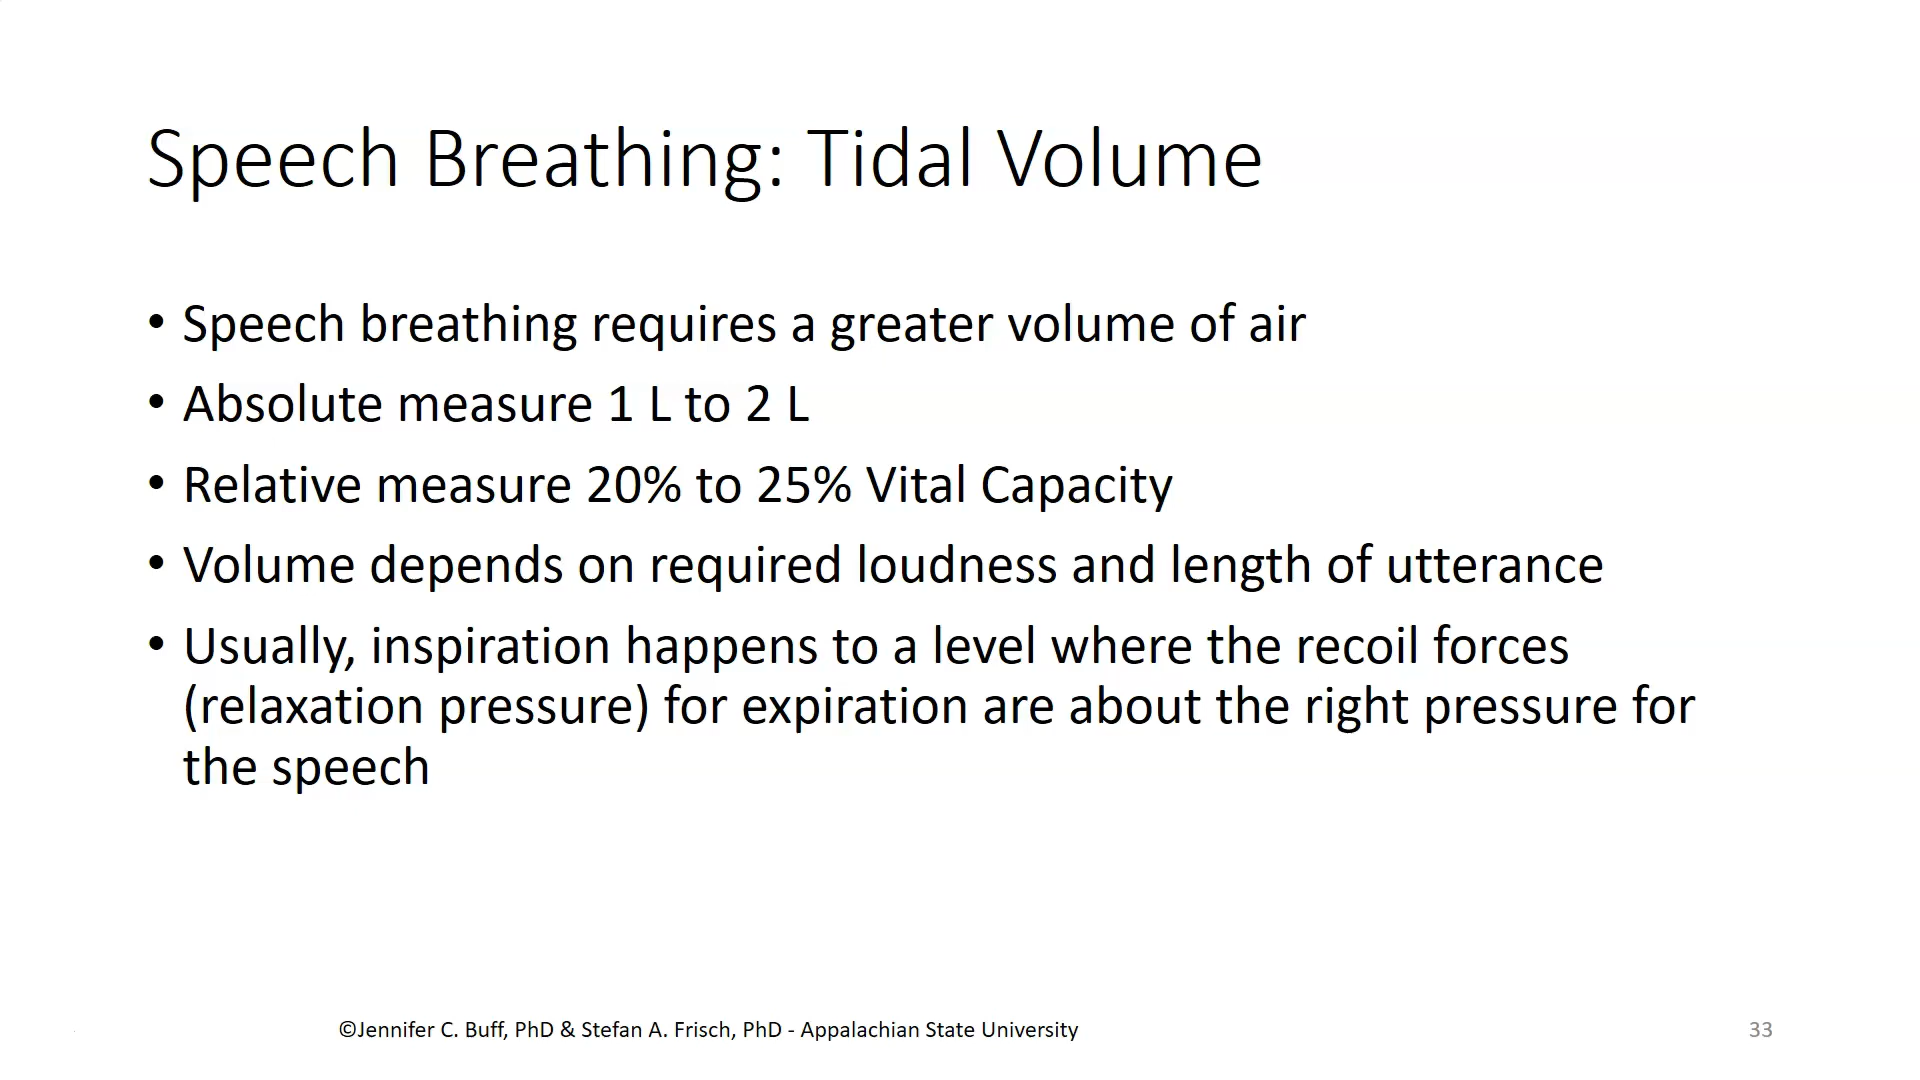 Speech Breathing: Tidal Volume
• Speech breathing requires a greater volume of air
• Absolute measure 1 L to 2 L
• Relative measure 20% to 25% Vital Capacity
• Volume depends on required loudness and length of utterance
• Usually, inspiration happens to a level where the recoil forces
(relaxation pressure) for expiration are about the right pressure for
the speech
©Jennifer C. Buff, PhD & Stefan A. Frisch, PhD - Appalachian State University
33